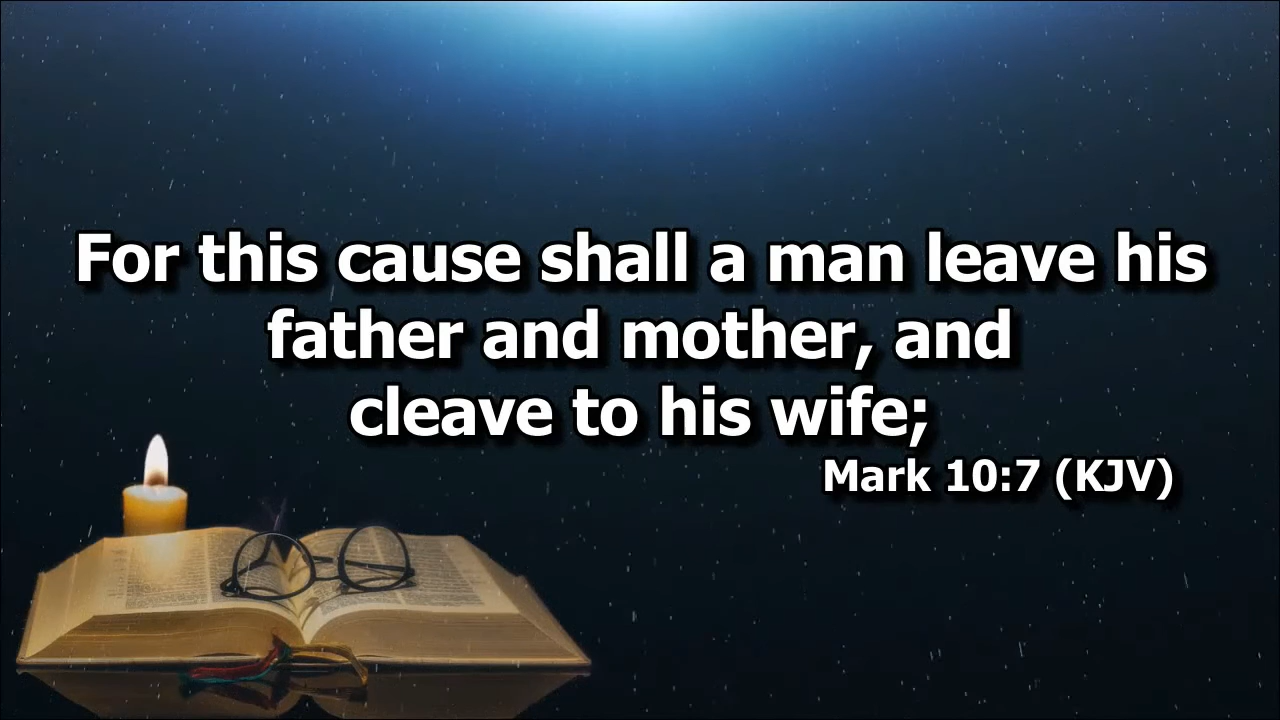 For this cause shall a man leave his
father and mother, and
cleave to his wife;
Mark 10:7 (KJV)